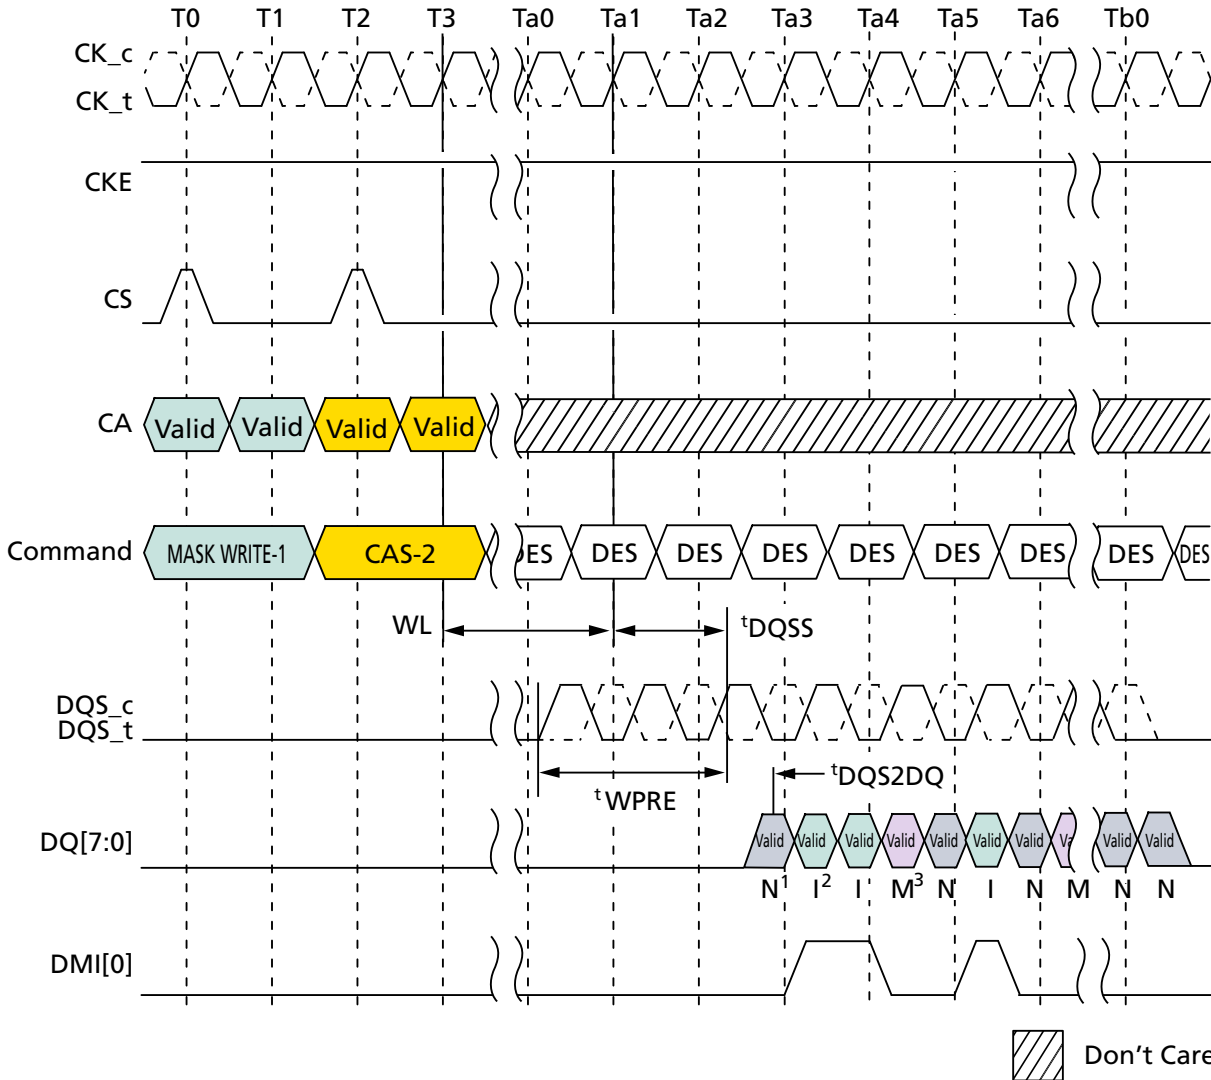 T0 T1 T2 T3 Ta0 Ta1 Ta2 Ta3 Ta4 Ta5 Ta6 Tb0
CK_c
CK_t
CKE
CS
CA Valid Valid Valid Valid
Command MASK WRITE-1 CAS-2 DES DES DES DES DES DES DES DES DES
WL tDQSS
DQS_c
DQS_t
tDQS2DQ
tWPRE
DQ[7:0] Valid Valid Valid Valid Valid Valid Valid Va Valid Valid
N1 I2 I M3 N I N M N N
DMI[0]
Don't Care